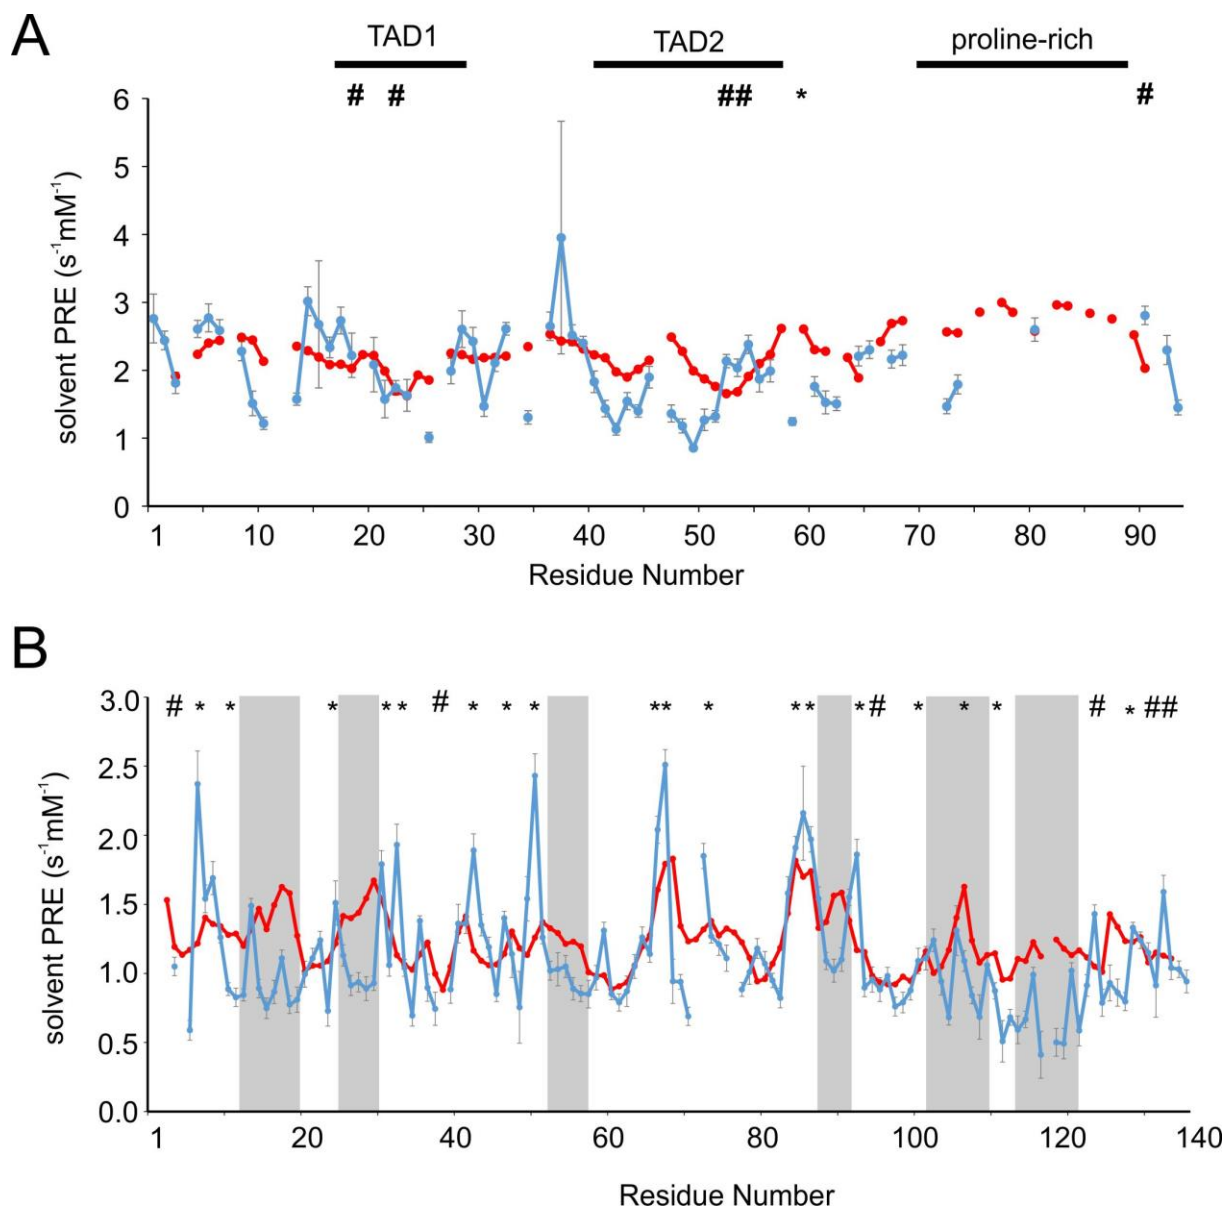 A
TAD1 TAD2 proline-rich
# # ## * #
6
5
4
3
2
1
0
solvent PRE (s⁻¹mM⁻¹)
1 10 20 30 40 50 60 70 80 90
Residue Number
B
# * * * * * # * * * ** * ** * # * * * # * ##
3.0
2.5
2.0
1.5
1.0
0.5
0.0
solvent PRE (s⁻¹mM⁻¹)
1 20 40 60 80 100 120 140
Residue Number